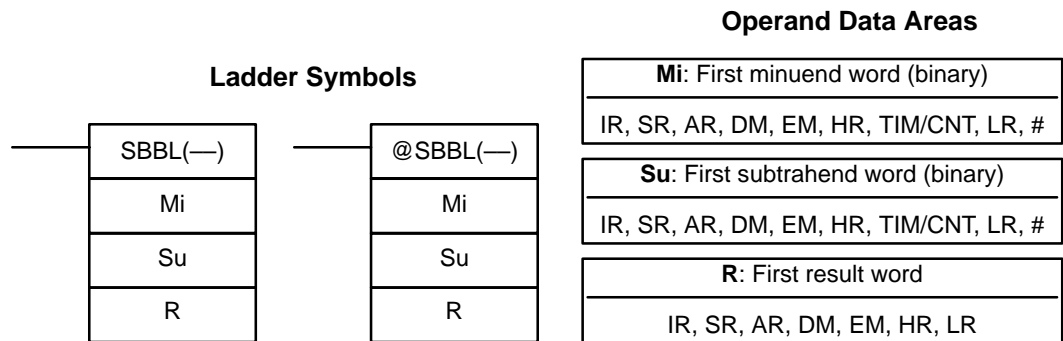 Ladder Symbols
SBBL(––)
Mi
Su
R
@SBBL(––)
Mi
Su
R
Operand Data Areas
Mi: First minuend word (binary)
IR, SR, AR, DM, EM, HR, TIM/CNT, LR, #
Su: First subtrahend word (binary)
IR, SR, AR, DM, EM, HR, TIM/CNT, LR, #
R: First result word
IR, SR, AR, DM, EM, HR, LR